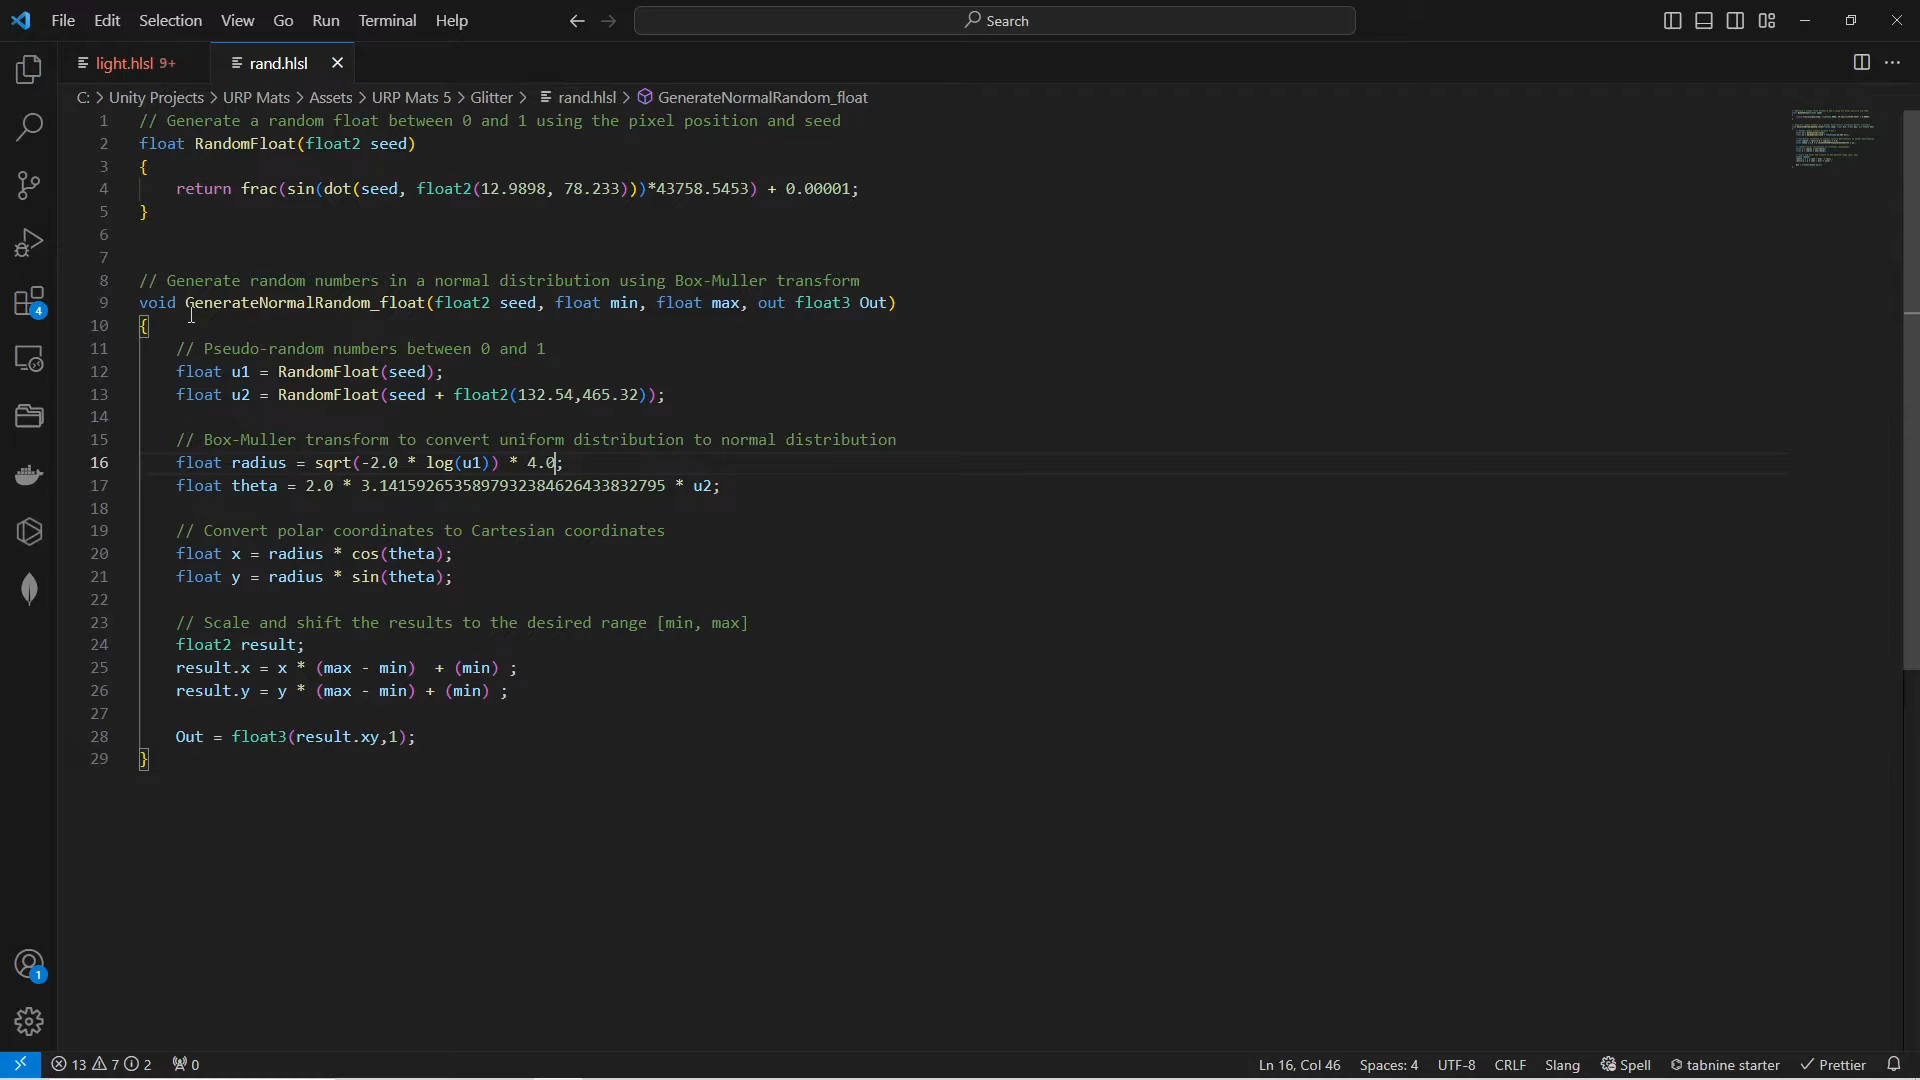 File Edit Selection View Go Run Terminal Help Search
light.hlsl 9+ rand.hlsl
C: > Unity Projects > URP Mats > Assets > URP Mats 5 > Glitter > rand.hlsl > GenerateNormalRandom_float
1 // Generate a random float between 0 and 1 using the pixel position and seed
2 float RandomFloat(float2 seed)
3 {
4 return frac(sin(dot(seed, float2(12.9898, 78.233)))*43758.5453) + 0.00001;
5 }
6
7
8 // Generate random numbers in a normal distribution using Box-Muller transform
9 void GenerateNormalRandom_float(float2 seed, float min, float max, out float3 Out)
10 {
11 // Pseudo-random numbers between 0 and 1
12 float u1 = RandomFloat(seed);
13 float u2 = RandomFloat(seed + float2(132.54,465.32));
14
15 // Box-Muller transform to convert uniform distribution to normal distribution
16 float radius = sqrt(-2.0 * log(u1)) * 4.0;
17 float theta = 2.0 * 3.14159265358979323846264338​32795 * u2;
18
19 // Convert polar coordinates to Cartesian coordinates
20 float x = radius * cos(theta);
21 float y = radius * sin(theta);
22
23 // Scale and shift the results to the desired range [min, max]
24 float2 result;
25 result.x = x * (max - min)  + (min) ;
26 result.y = y * (max - min) + (min) ;
27
28 Out = float3(result.xy,1);
29 }
4
1
13 7 2 0 Ln 16, Col 46 Spaces: 4 UTF-8 CRLF Slang Spell tabnine starter Prettier